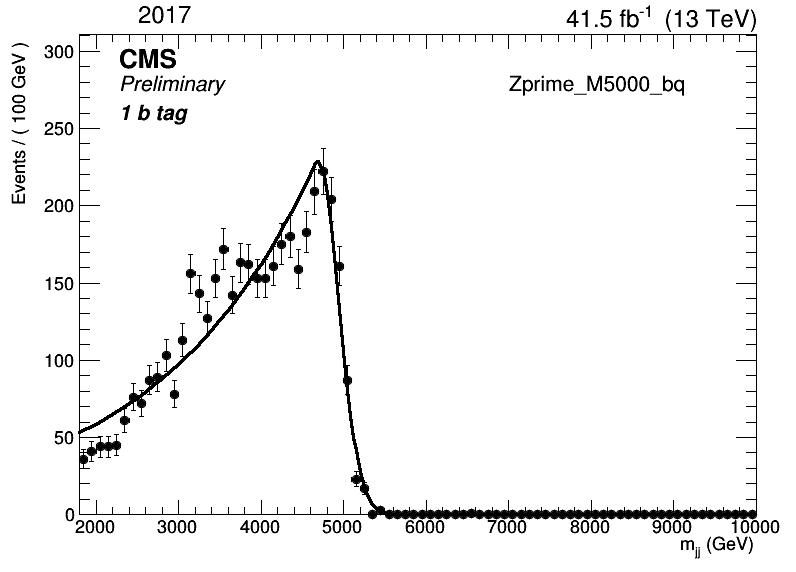 2017
41.5 fb⁻¹ (13 TeV)
CMS
Preliminary
1 b tag
Zprime_M5000_bq
Events / ( 100 GeV )
300
250
200
150
100
50
0
2000 3000 4000 5000 6000 7000 8000 9000 10000
m_jj (GeV)